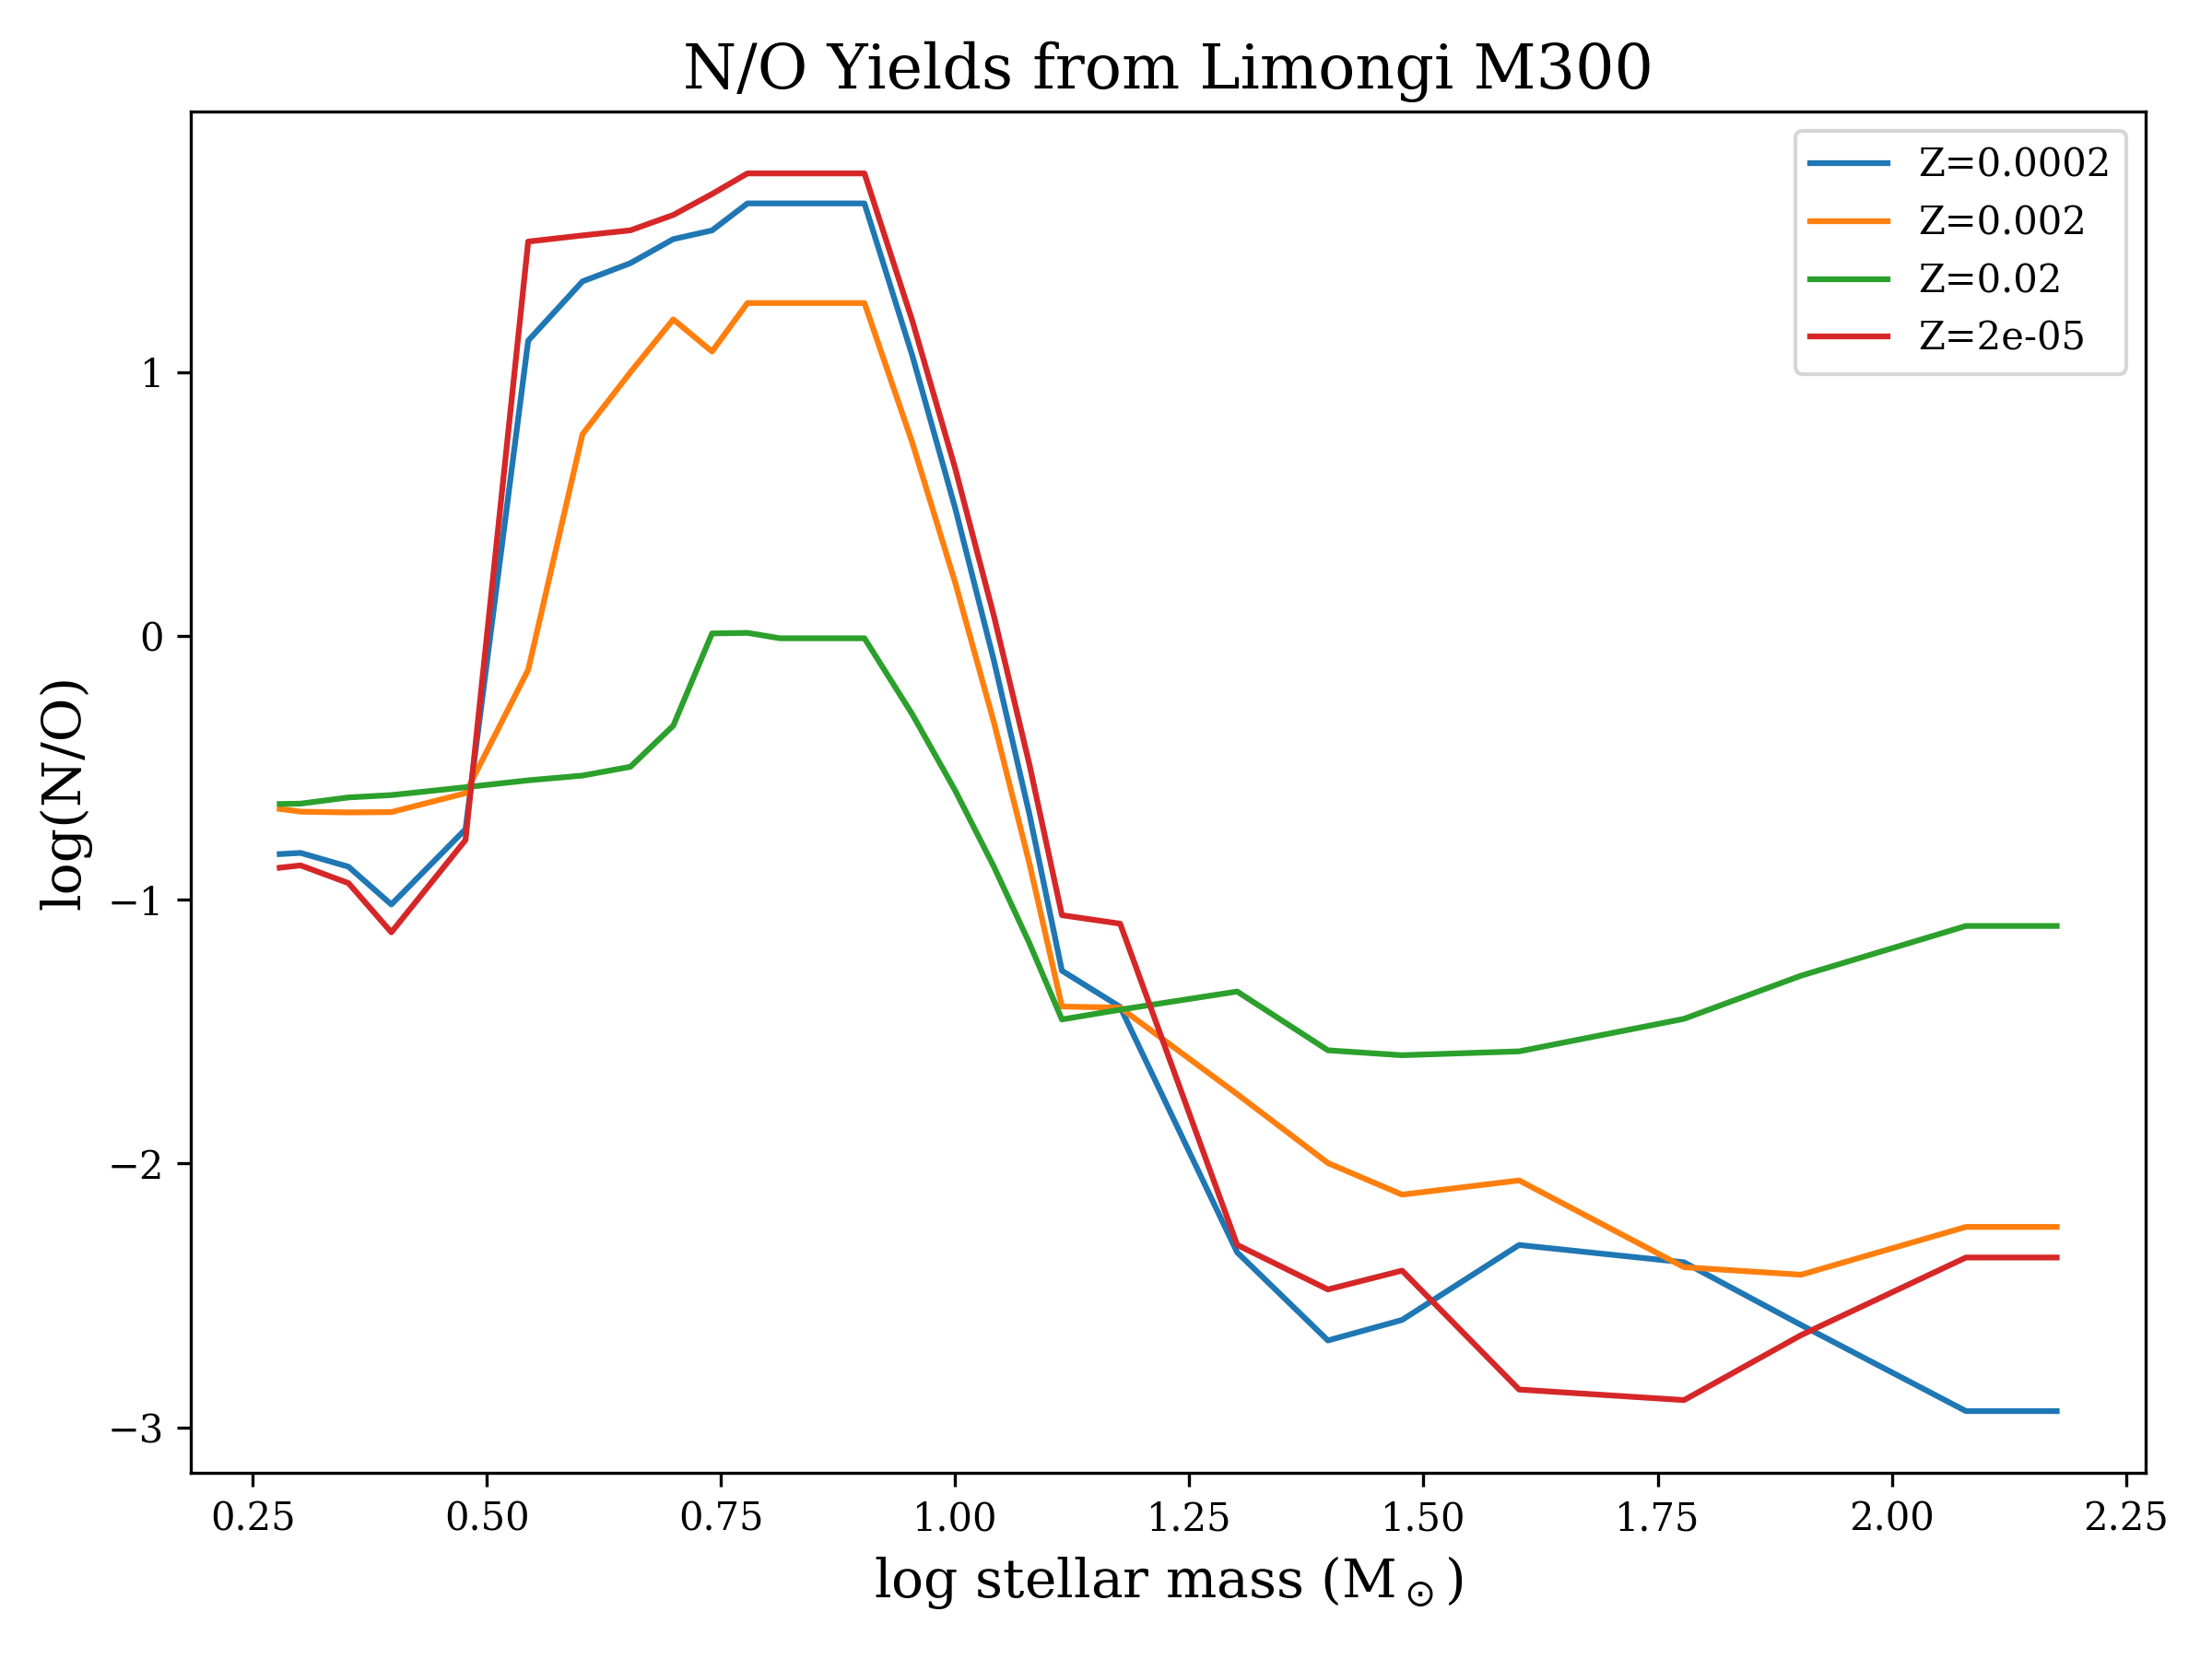 N/O Yields from Limongi M300
Z=0.0002
Z=0.002
Z=0.02
Z=2e-05
log(N/O)
1
0
−1
−2
−3
0.25 0.50 0.75 1.00 1.25 1.50 1.75 2.00 2.25
log stellar mass (M⊙)